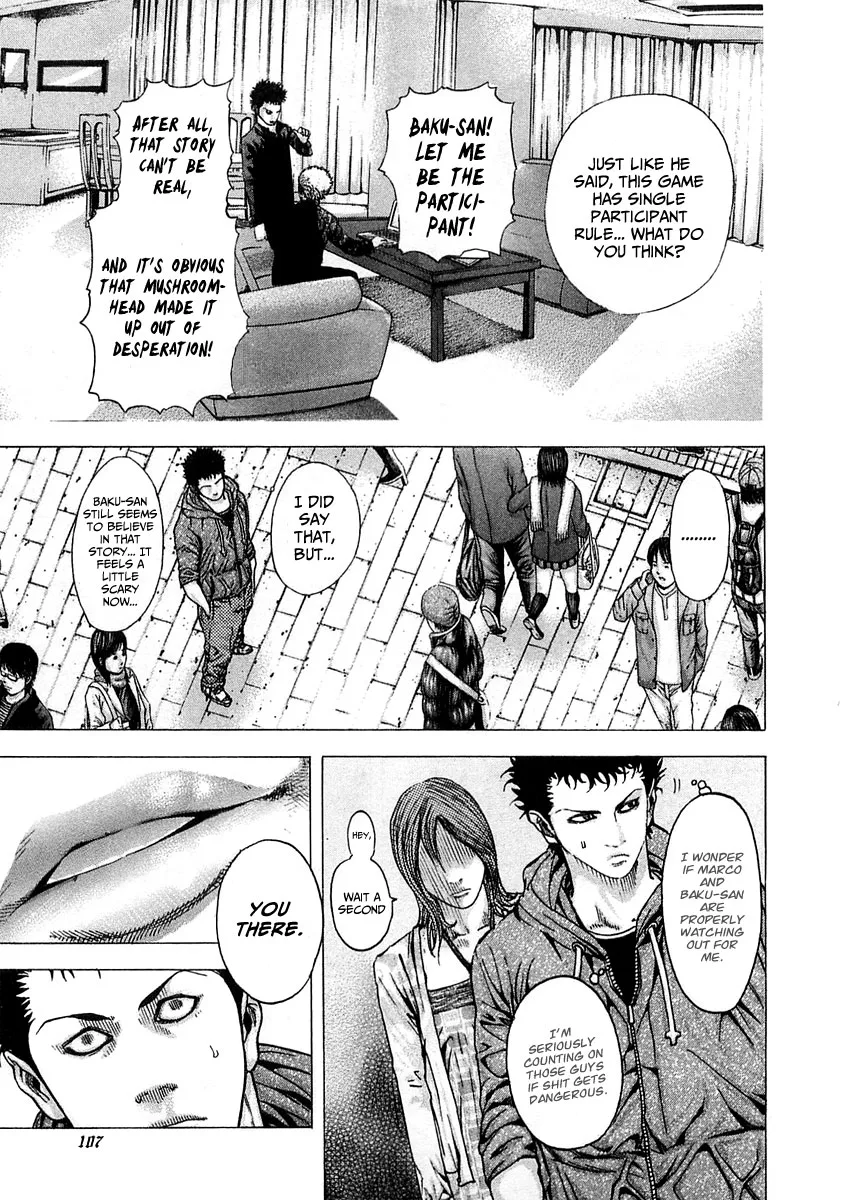 JUST LIKE HE
SAID, THIS GAME
HAS SINGLE
PARTICIPANT
RULE... WHAT DO
YOU THINK?
BAKU-SAN!
LET ME
BE THE
PARTICI-
PANT!
AFTER ALL,
THAT STORY
CAN'T BE
REAL,
AND IT'S OBVIOUS
THAT MUSHROOM-
HEAD MADE IT
UP OUT OF
DESPERATION!
.........
I DID
SAY
THAT,
BUT...
BAKU-SAN
STILL SEEMS
TO BELIEVE
IN THAT
STORY... IT
FEELS A
LITTLE
SCARY
NOW...
I WONDER
IF MARCO
AND
BAKU-SAN
ARE
PROPERLY
WATCHING
OUT FOR
ME.
I'M
SERIOUSLY
COUNTING ON
THOSE GUYS
IF SHIT GETS
DANGEROUS.
HEY,
WAIT A
SECOND
YOU
THERE.
107